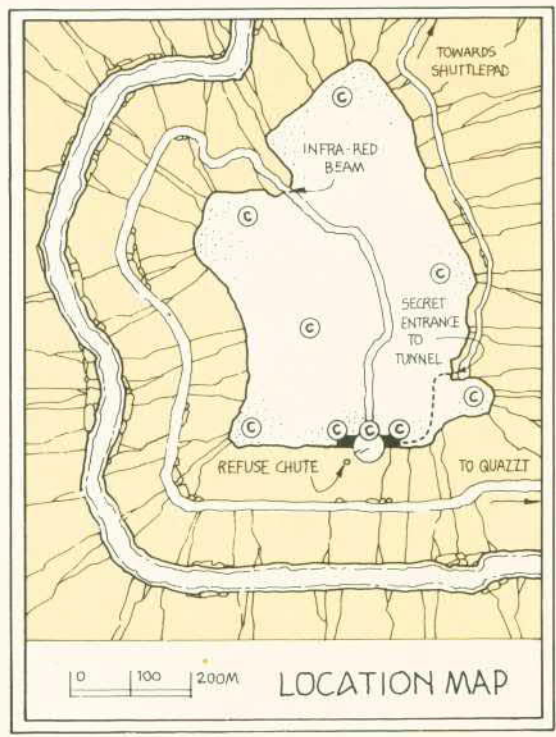 TOWARDS
SHUTTLEPAD
C
INFRA-RED
BEAM
C
C
SECRET
ENTRANCE
TO
TUNNEL
C
C
C
C
C
C
REFUSE CHUTE
TO QUAZZT
0 100 200M
LOCATION MAP